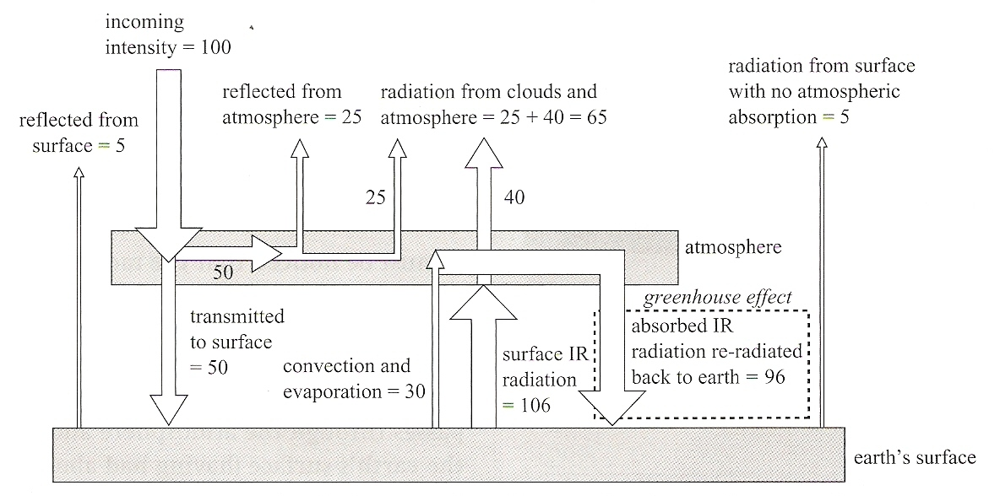 incoming
intensity = 100
reflected from
surface = 5
reflected from
atmosphere = 25
radiation from clouds and
atmosphere = 25 + 40 = 65
radiation from surface
with no atmospheric
absorption = 5
25
40
atmosphere
50
transmitted
to surface
= 50
convection and
evaporation = 30
surface IR
radiation
= 106
greenhouse effect
absorbed IR
radiation re-radiated
back to earth = 96
earth's surface